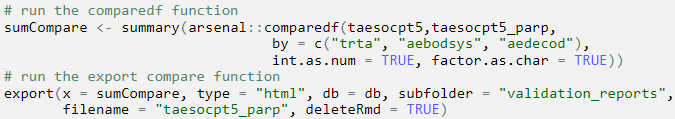 # run the comparedf function
sumCompare <- summary(arsenal::comparedf(taesocpt5,taesocpt5_parp,
by = c("trta", "aebodsys", "aedecod"),
int.as.num = TRUE, factor.as.char = TRUE))
# run the export compare function
export(x = sumCompare, type = "html", db = db, subfolder = "validation_reports",
filename = "taesocpt5_parp", deleteRmd = TRUE)